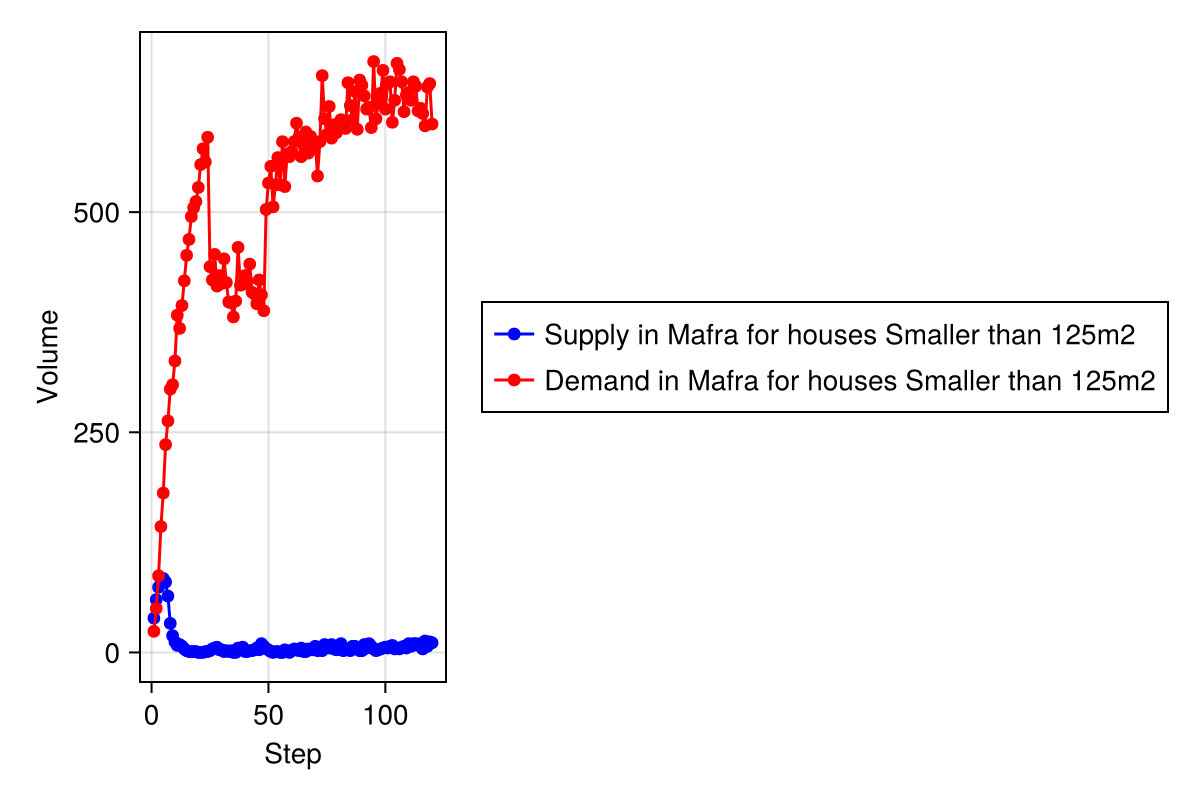 Volume
500
250
0
0 50 100
Step
Supply in Mafra for houses Smaller than 125m2
Demand in Mafra for houses Smaller than 125m2